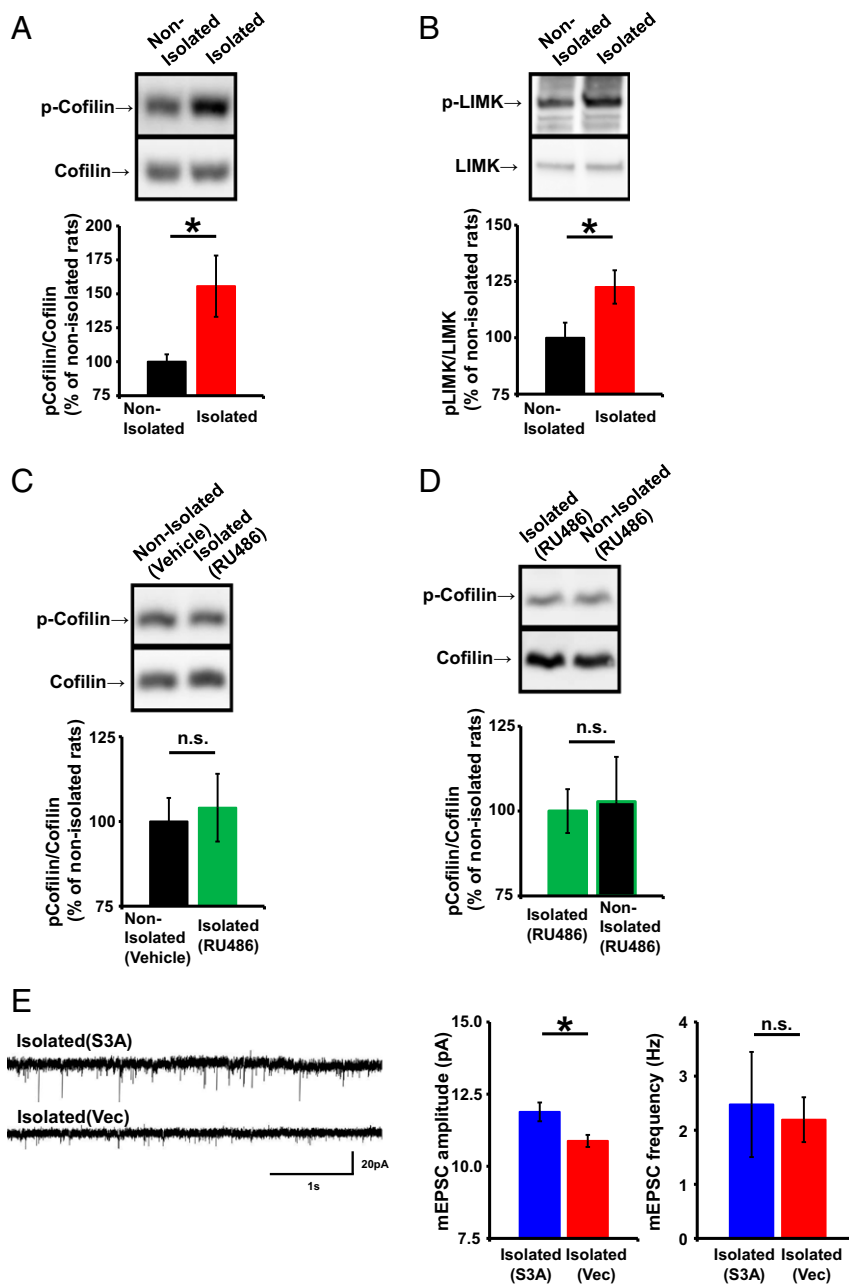 A
Non-
Isolated
Isolated
p-Cofilin→
Cofilin→
pCofilin/Cofilin
(% of non-isolated rats)
200
175
150
125
100
75
*
Non-
Isolated
Isolated
B
Non-
Isolated
Isolated
p-LIMK→
LIMK→
pLIMK/LIMK
(% of non-isolated rats)
150
125
100
75
*
Non-
Isolated
Isolated
C
Non-Isolated
(Vehicle)
Isolated
(RU486)
p-Cofilin→
Cofilin→
pCofilin/Cofilin
(% of non-isolated rats)
125
100
75
n.s.
Non-
Isolated
(Vehicle)
Isolated
(RU486)
D
Isolated
(RU486)
Non-Isolated
(RU486)
p-Cofilin→
Cofilin→
pCofilin/Cofilin
(% of non-isolated rats)
125
100
75
n.s.
Isolated
(RU486)
Non-
Isolated
(RU486)
E
Isolated(S3A)
Isolated(Vec)
20pA
1s
mEPSC amplitude (pA)
15.0
12.5
10.0
7.5
*
Isolated
(S3A)
Isolated
(Vec)
mEPSC frequency (Hz)
4
3
2
1
0
n.s.
Isolated
(S3A)
Isolated
(Vec)